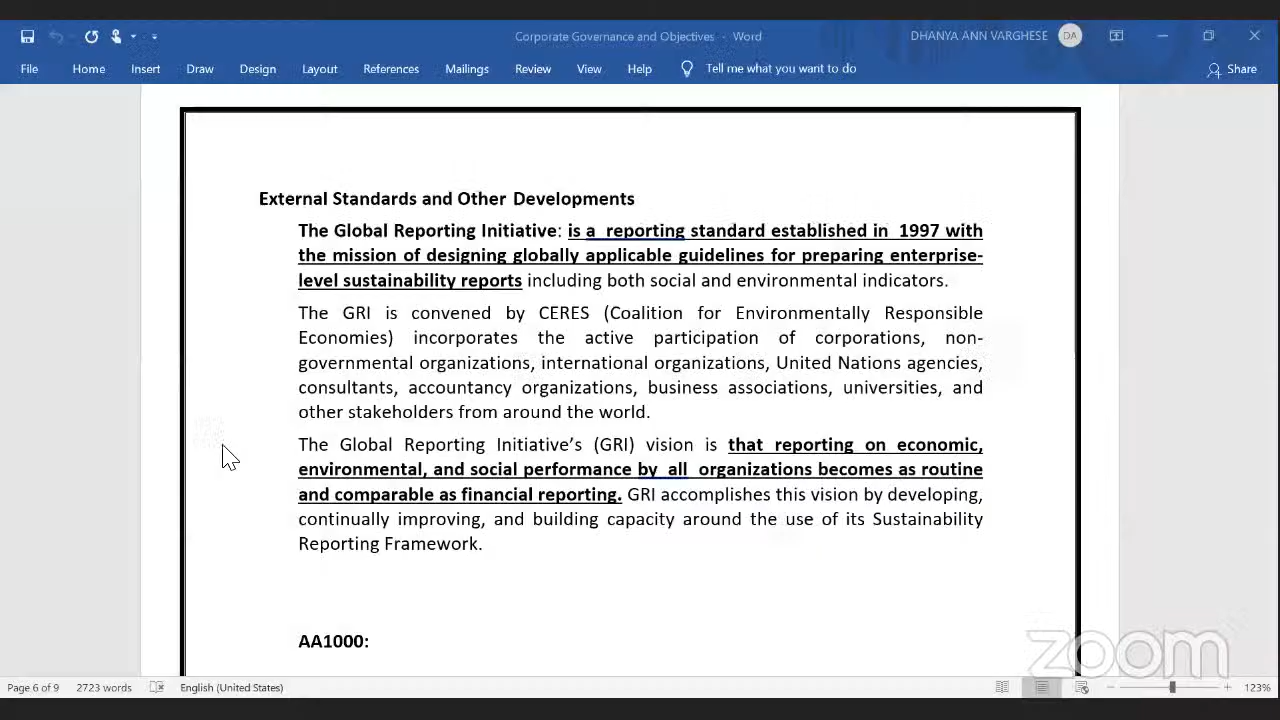 Corporate Governance and Objectives - Word
DHANYA ANN VARGHESE DA
File Home Insert Draw Design Layout References Mailings Review View Help Tell me what you want to do Share
External Standards and Other Developments
The Global Reporting Initiative: is a reporting standard established in 1997 with
the mission of designing globally applicable guidelines for preparing enterprise-
level sustainability reports including both social and environmental indicators.
The GRI is convened by CERES (Coalition for Environmentally Responsible
Economies) incorporates the active participation of corporations, non-
governmental organizations, international organizations, United Nations agencies,
consultants, accountancy organizations, business associations, universities, and
other stakeholders from around the world.
The Global Reporting Initiative's (GRI) vision is that reporting on economic,
environmental, and social performance by all organizations becomes as routine
and comparable as financial reporting. GRI accomplishes this vision by developing,
continually improving, and building capacity around the use of its Sustainability
Reporting Framework.
AA1000:
zoom
Page 6 of 9 2723 words English (United States) 123%